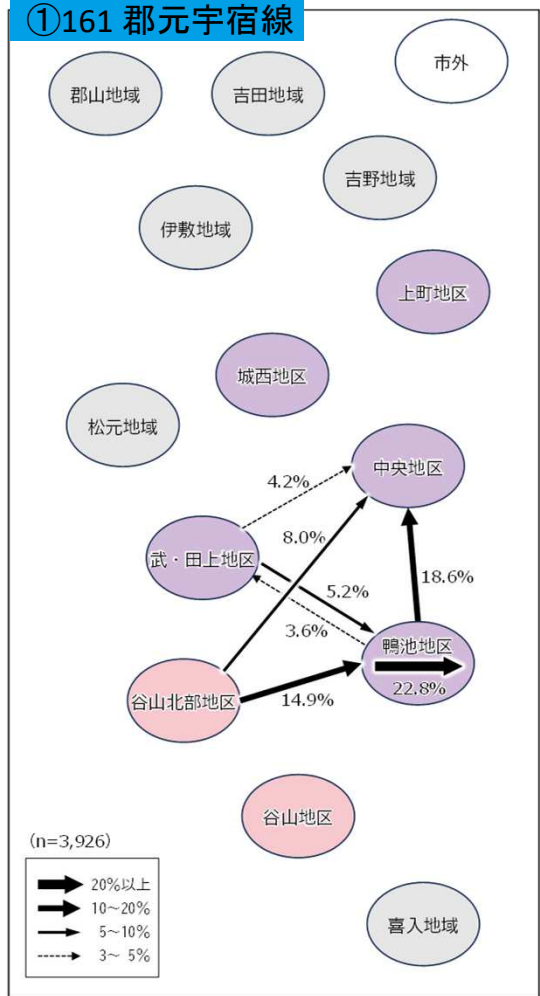 ①161 郡元宇宿線
市外
郡山地域
吉田地域
吉野地域
伊敷地域
上町地区
城西地区
松元地域
中央地区
4.2%
8.0%
武・田上地区
5.2%
18.6%
3.6%
鴨池地区
22.8%
谷山北部地区
14.9%
谷山地区
(n=3,926)
20%以上
10～20%
5～10%
3～ 5%
喜入地域